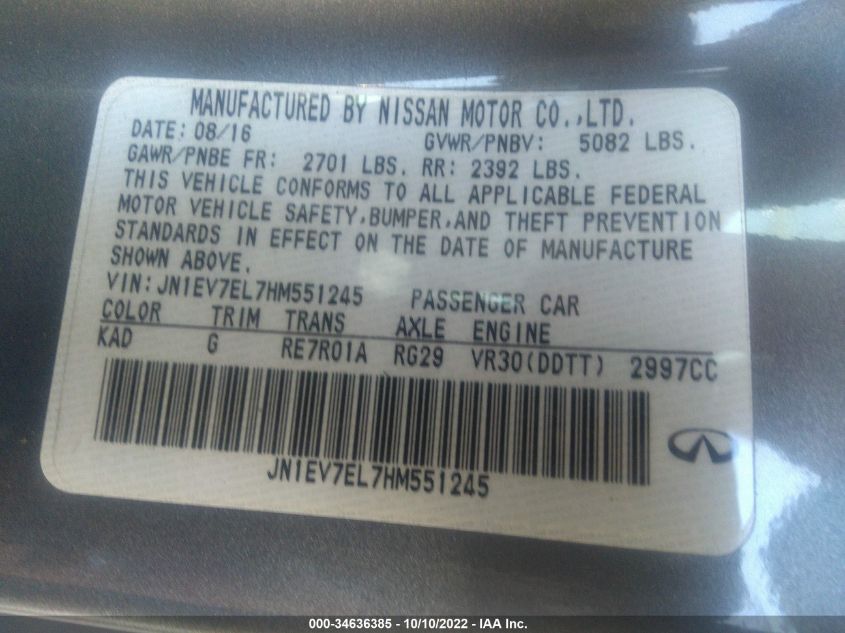 MANUFACTURED BY NISSAN MOTOR CO.,LTD.
DATE: 08/16 GVWR/PNBV: 5082 LBS.
GAWR/PNBE FR: 2701 LBS. RR: 2392 LBS.
THIS VEHICLE CONFORMS TO ALL APPLICABLE FEDERAL
MOTOR VEHICLE SAFETY,BUMPER,AND THEFT PREVENTION
STANDARDS IN EFFECT ON THE DATE OF MANUFACTURE
SHOWN ABOVE.
VIN:JN1EV7EL7HM551245 PASSENGER CAR
COLOR TRIM TRANS AXLE ENGINE
KAD G RE7R01A RG29 VR30(DDTT) 2997CC
JN1EV7EL7HM551245
000-34636385 - 10/10/2022 - IAA Inc.